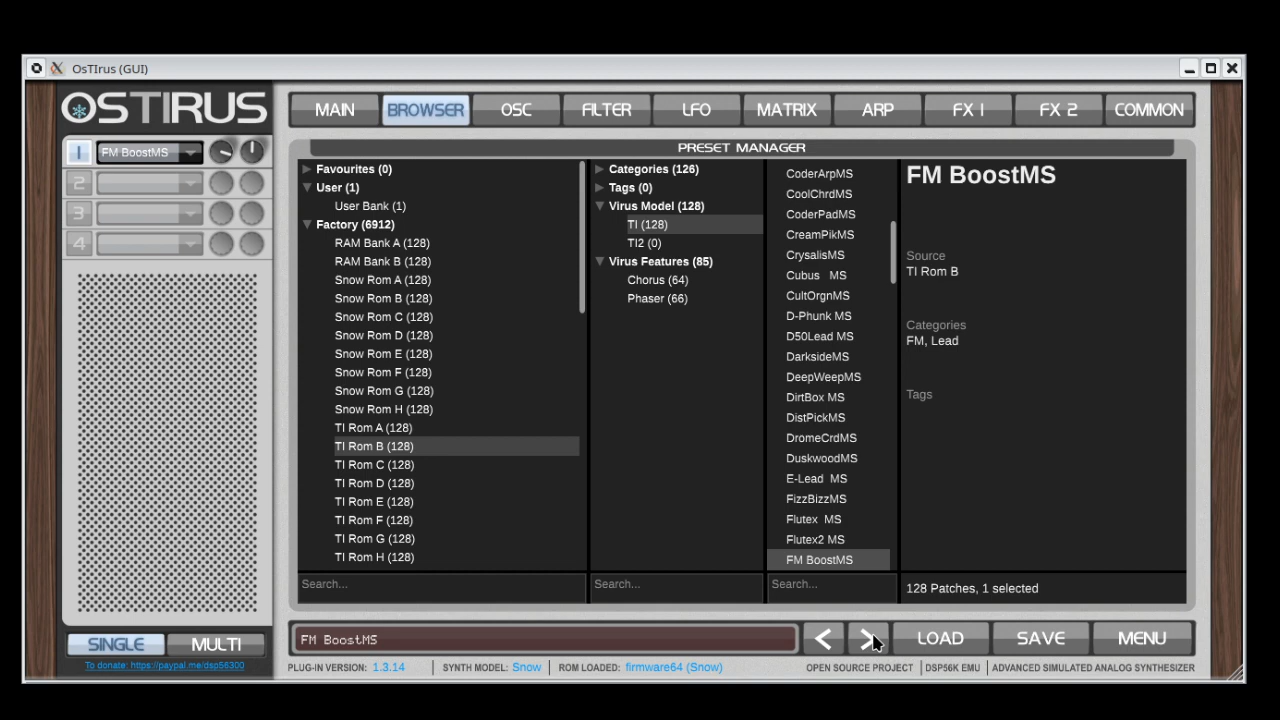 OsTIrus (GUI)
OSTIRUS
MAIN BROWSER OSC FILTER LFO MATRIX ARP FX 1 FX 2 COMMON
1 FM BoostMS
2
3
4
PRESET MANAGER
Favourites (0)
User (1)
User Bank (1)
Factory (6912)
RAM Bank A (128)
RAM Bank B (128)
Snow Rom A (128)
Snow Rom B (128)
Snow Rom C (128)
Snow Rom D (128)
Snow Rom E (128)
Snow Rom F (128)
Snow Rom G (128)
Snow Rom H (128)
TI Rom A (128)
TI Rom B (128)
TI Rom C (128)
TI Rom D (128)
TI Rom E (128)
TI Rom F (128)
TI Rom G (128)
TI Rom H (128)
Search...
Categories (126)
Tags (0)
Virus Model (128)
TI (128)
TI2 (0)
Virus Features (85)
Chorus (64)
Phaser (66)
Search...
CoderArpMS
CoolChrdMS
CoderPadMS
CreamPikMS
CrysalisMS
Cubus MS
CultOrgnMS
D-Phunk MS
D50Lead MS
DarksideMS
DeepWeepMS
DirtBox MS
DistPickMS
DromeCrdMS
DuskwoodMS
E-Lead MS
FizzBizzMS
Flutex MS
Flutex2 MS
FM BoostMS
Search...
FM BoostMS
Source
TI Rom B
Categories
FM, Lead
Tags
128 Patches, 1 selected
SINGLE MULTI
To donate: https://paypal.me/dsp56300
FM BoostMS
< > LOAD SAVE MENU
PLUG-IN VERSION: 1.3.14 SYNTH MODEL: Snow ROM LOADED: firmware64 (Snow) OPEN SOURCE PROJECT DSP56K EMU ADVANCED SIMULATED ANALOG SYNTHESIZER